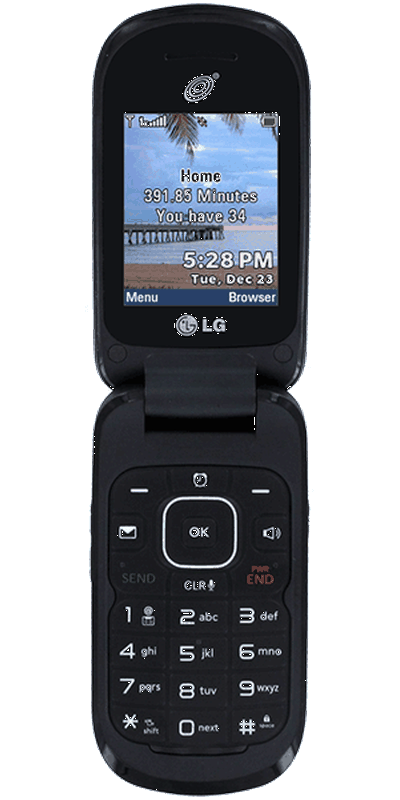 Home
391.85 Minutes
You have 34
5:28 PM
Tue, Dec 23
Menu Browser
LG
OK
SEND PWR END
CLR
1 2 abc 3 def
4 ghi 5 jkl 6 mno
7 pqrs 8 tuv 9 wxyz
* shift 0 next # space